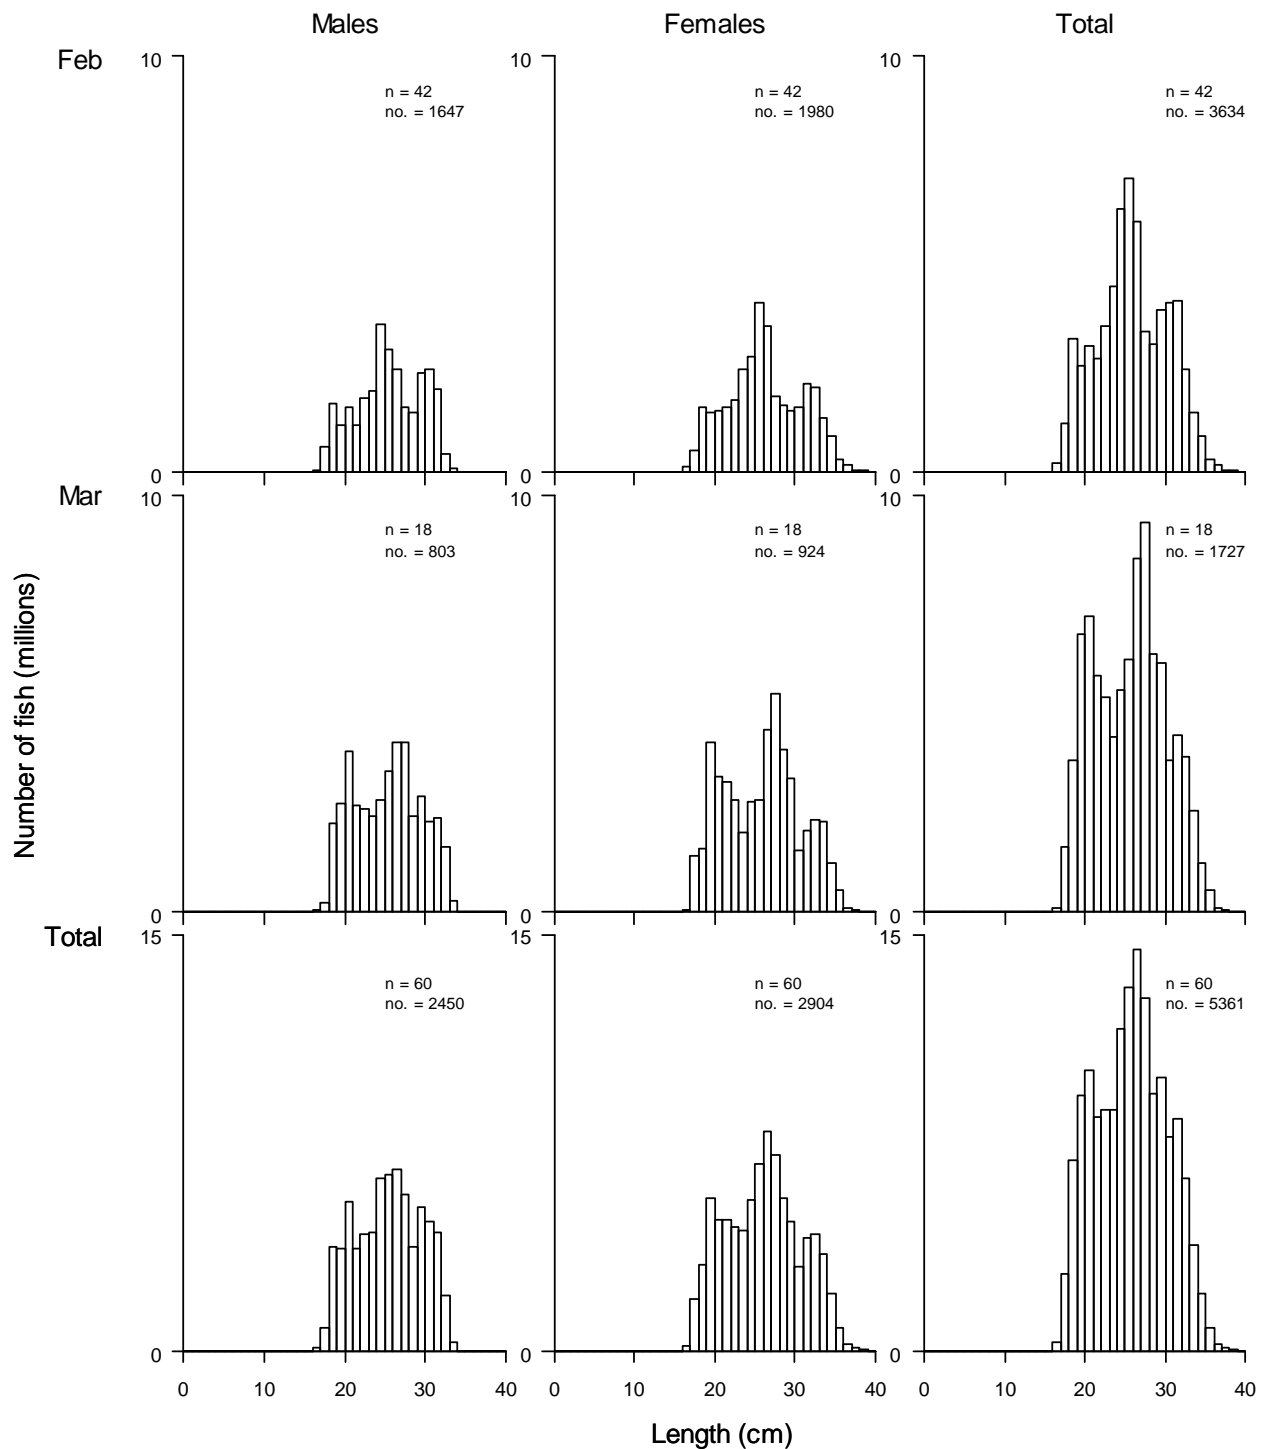 Males Females Total
Feb
10 10 10
n = 42 n = 42 n = 42
no. = 1647 no. = 1980 no. = 3634
0 0 0
Mar
10 10 10
n = 18 n = 18 n = 18
no. = 803 no. = 924 no. = 1727
Number of fish (millions)
0 0 0
Total
15 15 15
n = 60 n = 60 n = 60
no. = 2450 no. = 2904 no. = 5361
0 0 0
0 10 20 30 40 0 10 20 30 40 0 10 20 30 40
Length (cm)